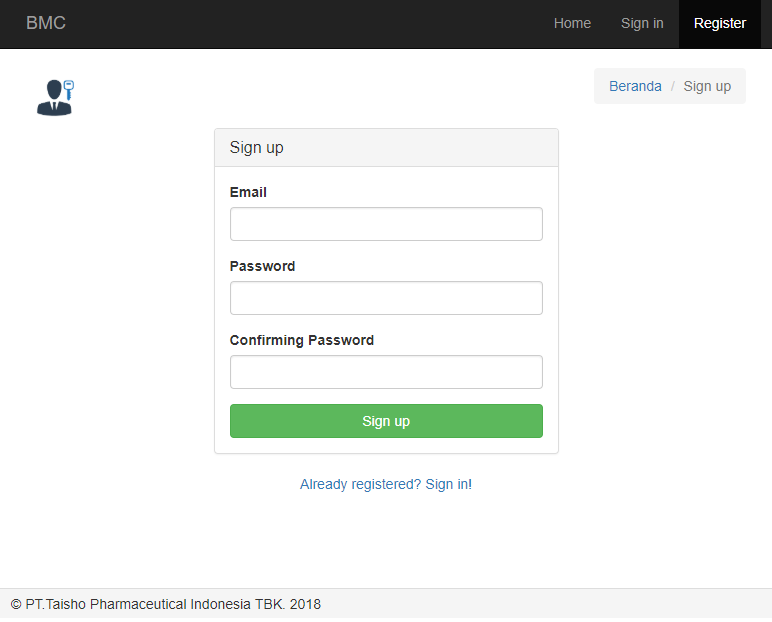 BMC Home Sign in Register
Beranda / Sign up
Sign up
Email
Password
Confirming Password
Sign up
Already registered? Sign in!
© PT.Taisho Pharmaceutical Indonesia TBK. 2018